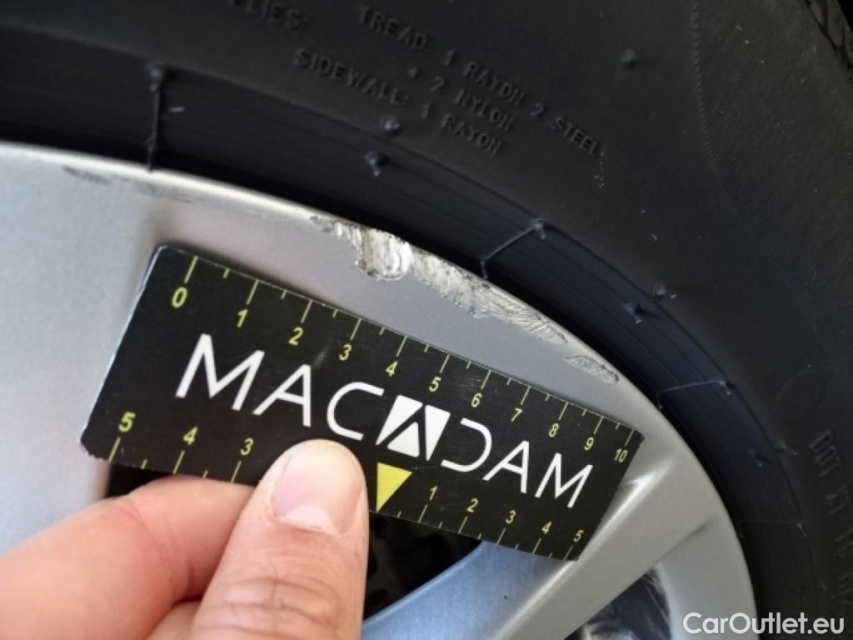 PLIES:
TREAD: 1 RAYON 2 STEEL
+ 2 NYLON
SIDEWALL: 1 RAYON
0 1 2 3 4 5 6 7 8 9 10
MACADAM
5 4 3 1 2 3 4 5
DOT
CarOutlet.eu